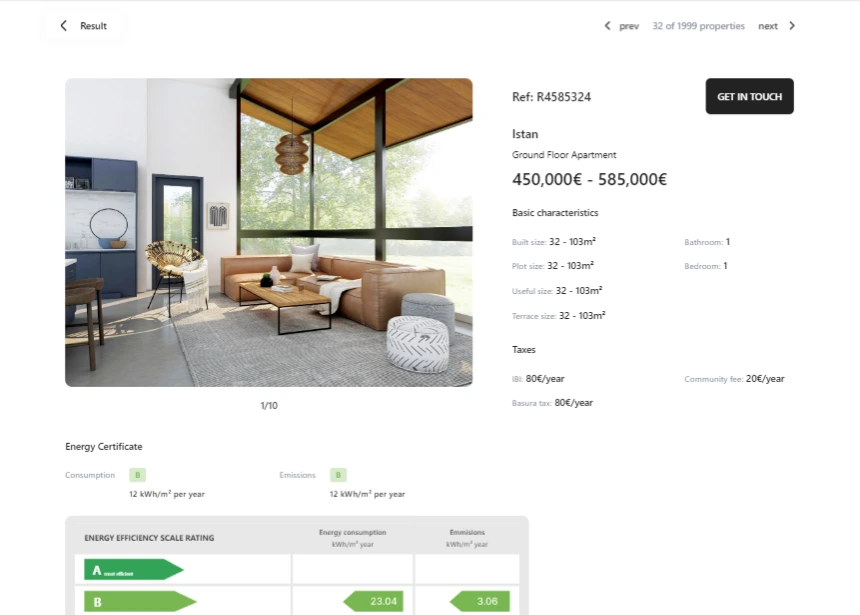 Result
prev 32 of 1999 properties next
Ref: R4585324
GET IN TOUCH
Istan
Ground Floor Apartment
450,000€ - 585,000€
Basic characteristics
Built size: 32 - 103m²
Bathroom: 1
Plot size: 32 - 103m²
Bedroom: 1
Useful size: 32 - 103m²
Terrace size: 32 - 103m²
Taxes
IBI: 80€/year
Community fee: 20€/year
Basura tax: 80€/year
1/10
Energy Certificate
Consumption B
Emissions B
12 kWh/m² per year
12 kWh/m² per year
ENERGY EFFICIENCY SCALE RATING
Energy consumption
kWh/m² year
Emmisions
kWh/m² year
A most efficient
B 23.04 3.06